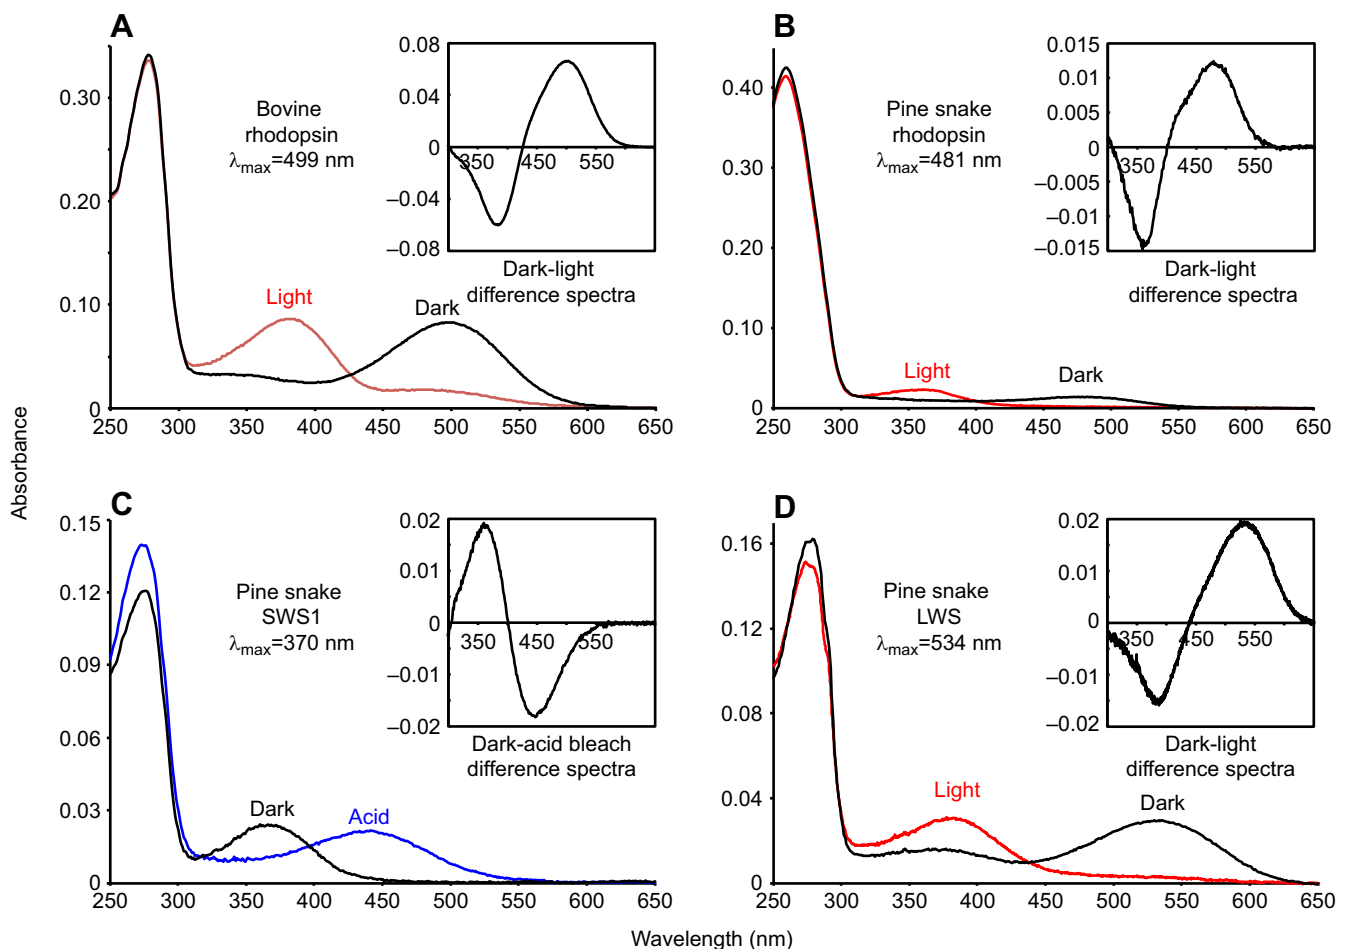 A
Bovine
rhodopsin
λmax=499 nm
0.30
0.20
0.10
0
250 300 350 400 450 500 550 600 650
Light
Dark
0.08
0.04
0
–0.04
–0.08
350 450 550
Dark-light
difference spectra
B
Pine snake
rhodopsin
λmax=481 nm
0.40
0.30
0.20
0.10
0
250 300 350 400 450 500 550 600 650
Light
Dark
0.015
0.010
0.005
0
–0.005
–0.01
–0.015
350 450 550
Dark-light
difference spectra
Absorbance
C
Pine snake
SWS1
λmax=370 nm
0.15
0.12
0.09
0.06
0.03
0
250 300 350 400 450 500 550 600 650
Dark
Acid
0.02
0.01
0
–0.01
–0.02
350 450 550
Dark-acid bleach
difference spectra
D
Pine snake
LWS
λmax=534 nm
0.16
0.12
0.08
0.04
0
250 300 350 400 450 500 550 600 650
Light
Dark
0.02
0.01
0
–0.01
–0.02
350 450 550
Dark-light
difference spectra
Wavelength (nm)